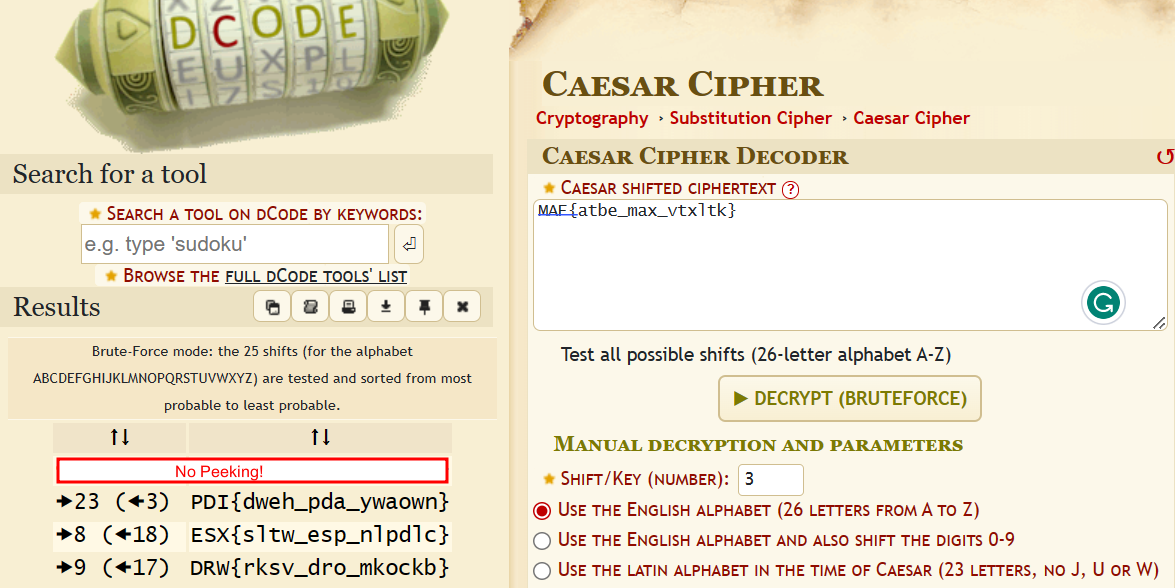 DCODE
EUXPL
CAESAR CIPHER
Cryptography › Substitution Cipher › Caesar Cipher
CAESAR CIPHER DECODER
Search for a tool
★ CAESAR SHIFTED CIPHERTEXT ?
MAF{atbe_max_vtxltk}
★ SEARCH A TOOL ON DCODE BY KEYWORDS:
e.g. type 'sudoku'
★ BROWSE THE FULL DCODE TOOLS' LIST
Results
Brute-Force mode: the 25 shifts (for the alphabet
ABCDEFGHIJKLMNOPQRSTUVWXYZ) are tested and sorted from most
probable to least probable.
↑↓ ↑↓
No Peeking!
➔23 (🡰3) PDI{dweh_pda_ywaown}
➔8 (🡰18) ESX{sltw_esp_nlpdlc}
➔9 (🡰17) DRW{rksv_dro_mkockb}
Test all possible shifts (26-letter alphabet A-Z)
► DECRYPT (BRUTEFORCE)
MANUAL DECRYPTION AND PARAMETERS
★ SHIFT/KEY (NUMBER): 3
USE THE ENGLISH ALPHABET (26 LETTERS FROM A TO Z)
USE THE ENGLISH ALPHABET AND ALSO SHIFT THE DIGITS 0-9
USE THE LATIN ALPHABET IN THE TIME OF CAESAR (23 LETTERS, NO J, U OR W)